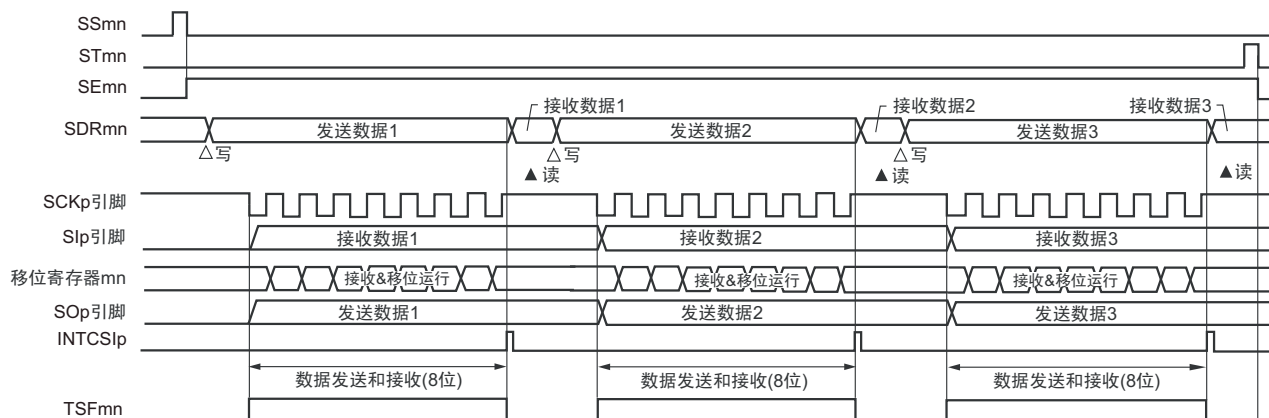 SSmn
STmn
SEmn
接收数据1 接收数据2 接收数据3
SDRmn 发送数据1 发送数据2 发送数据3
△写 △写 △写
▲读 ▲读 ▲读
SCKp引脚
SIp引脚 接收数据1 接收数据2 接收数据3
移位寄存器mn 接收&移位运行 接收&移位运行 接收&移位运行
SOp引脚 发送数据1 发送数据2 发送数据3
INTCSIp
数据发送和接收(8位) 数据发送和接收(8位) 数据发送和接收(8位)
TSFmn